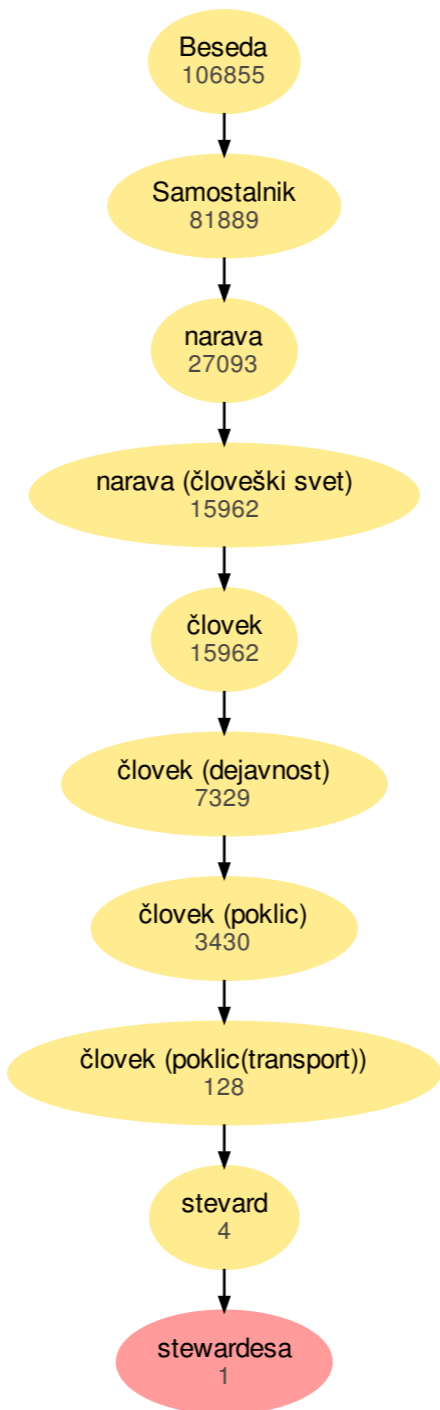 Beseda
106855
Samostalnik
81889
narava
27093
narava (človeški svet)
15962
človek
15962
človek (dejavnost)
7329
človek (poklic)
3430
človek (poklic(transport))
128
stevard
4
stewardesa
1